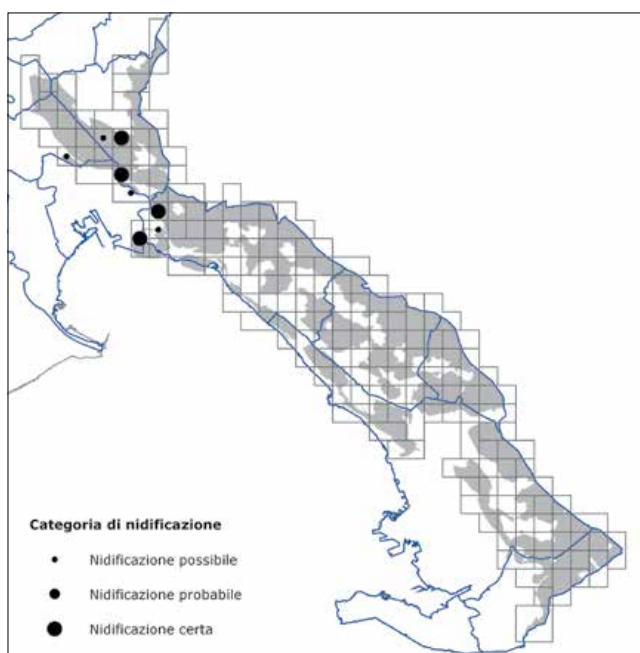 Categoria di nidificazione
Nidificazione possibile
Nidificazione probabile
Nidificazione certa